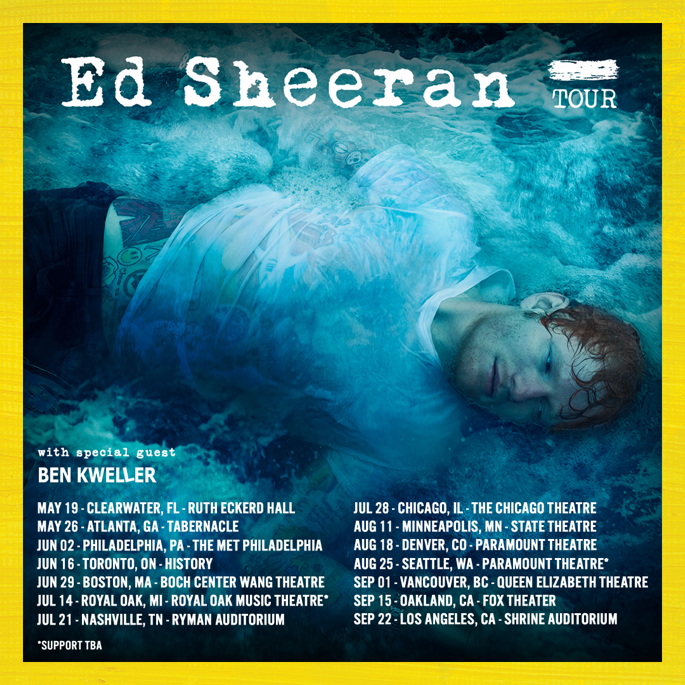 Ed Sheeran
TOUR
with special guest
BEN KWELLER
MAY 19 - CLEARWATER, FL - RUTH ECKERD HALL
MAY 26 - ATLANTA, GA - TABERNACLE
JUN 02 - PHILADELPHIA, PA - THE MET PHILADELPHIA
JUN 16 - TORONTO, ON - HISTORY
JUN 29 - BOSTON, MA - BOCH CENTER WANG THEATRE
JUL 14 - ROYAL OAK, MI - ROYAL OAK MUSIC THEATRE*
JUL 21 - NASHVILLE, TN - RYMAN AUDITORIUM
JUL 28 - CHICAGO, IL - THE CHICAGO THEATRE
AUG 11 - MINNEAPOLIS, MN - STATE THEATRE
AUG 18 - DENVER, CO - PARAMOUNT THEATRE
AUG 25 - SEATTLE, WA - PARAMOUNT THEATRE*
SEP 01 - VANCOUVER, BC - QUEEN ELIZABETH THEATRE
SEP 15 - OAKLAND, CA - FOX THEATER
SEP 22 - LOS ANGELES, CA - SHRINE AUDITORIUM
*SUPPORT TBA